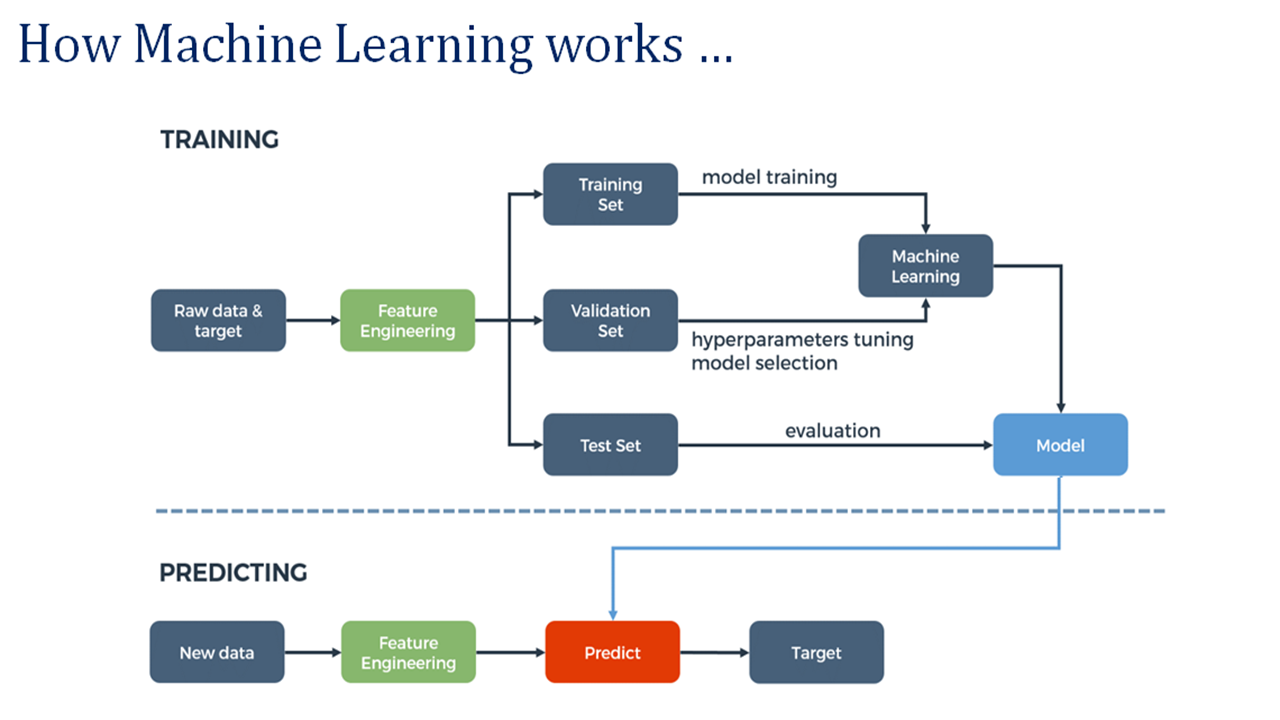 How Machine Learning works ...
TRAINING
Training
Set
model training
Machine
Learning
Raw data &
target
Feature
Engineering
Validation
Set
hyperparameters tuning
model selection
Test Set
evaluation
Model
PREDICTING
New data
Feature
Engineering
Predict
Target